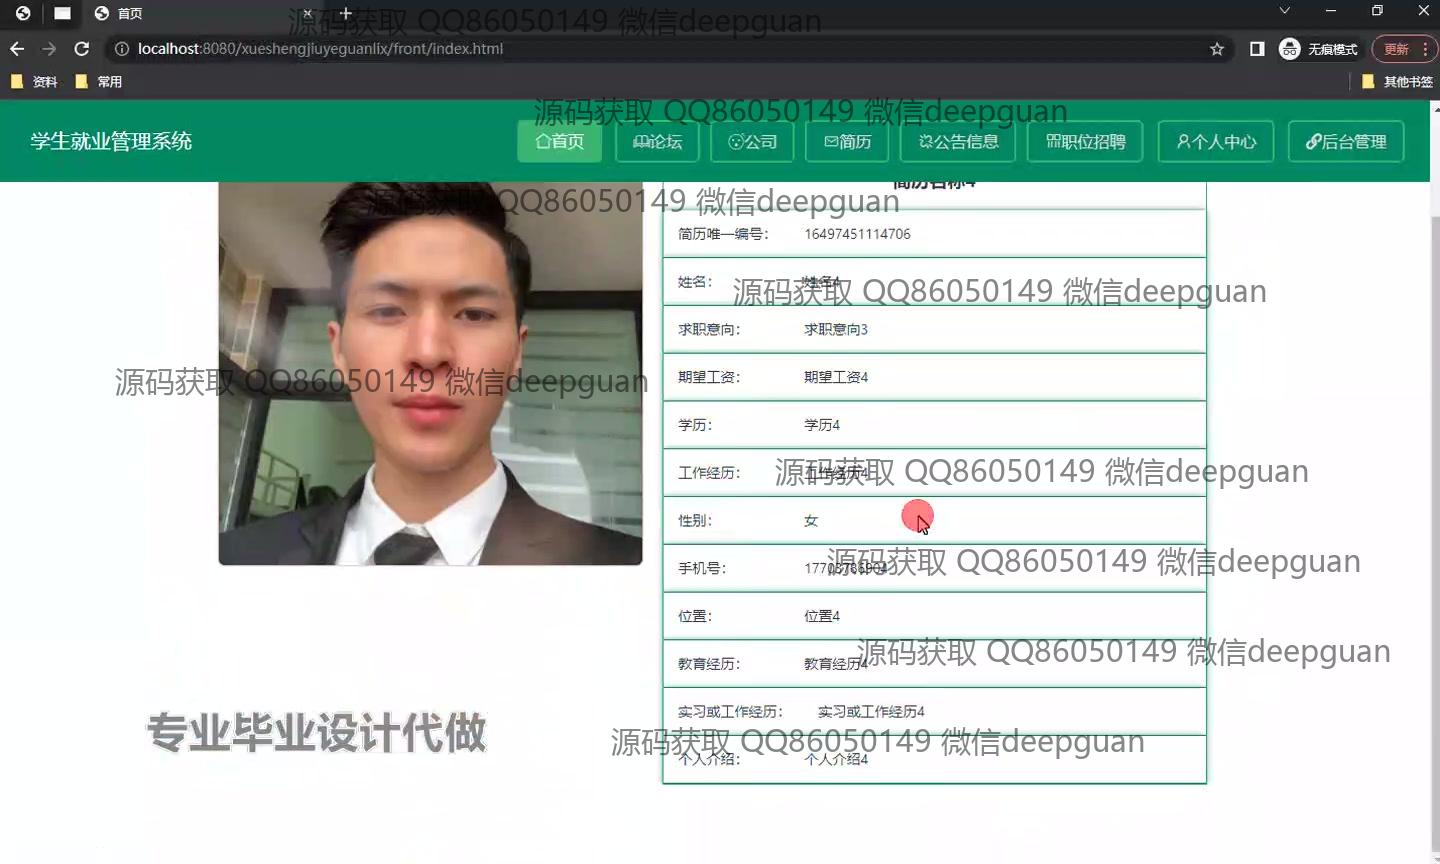 首页
localhost:8080/xueshengjiuyeguanlix/front/index.html
无痕模式
更新
资料
常用
其他书签
源码获取 QQ86050149 微信deepguan
源码获取 QQ86050149 微信deepguan
学生就业管理系统
首页
论坛
公司
简历
公告信息
职位招聘
个人中心
后台管理
简历名称4
源码获取 QQ86050149 微信deepguan
简历唯一编号: 16497451114706
姓名: 姓名4
源码获取 QQ86050149 微信deepguan
求职意向: 求职意向3
期望工资: 期望工资4
源码获取 QQ86050149 微信deepguan
学历: 学历4
工作经历: 工作经历4
源码获取 QQ86050149 微信deepguan
性别: 女
手机号: 17703786904
源码获取 QQ86050149 微信deepguan
位置: 位置4
教育经历: 教育经历4
源码获取 QQ86050149 微信deepguan
实习或工作经历: 实习或工作经历4
专业毕业设计代做
源码获取 QQ86050149 微信deepguan
个人介绍: 个人介绍4